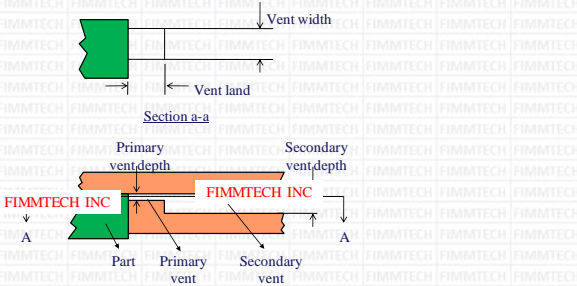 Vent width
Vent land
Section a-a
Primary
vent depth
Secondary
vent depth
FIMMTECH INC
FIMMTECH INC
A
A
Part
Primary
vent
Secondary
vent